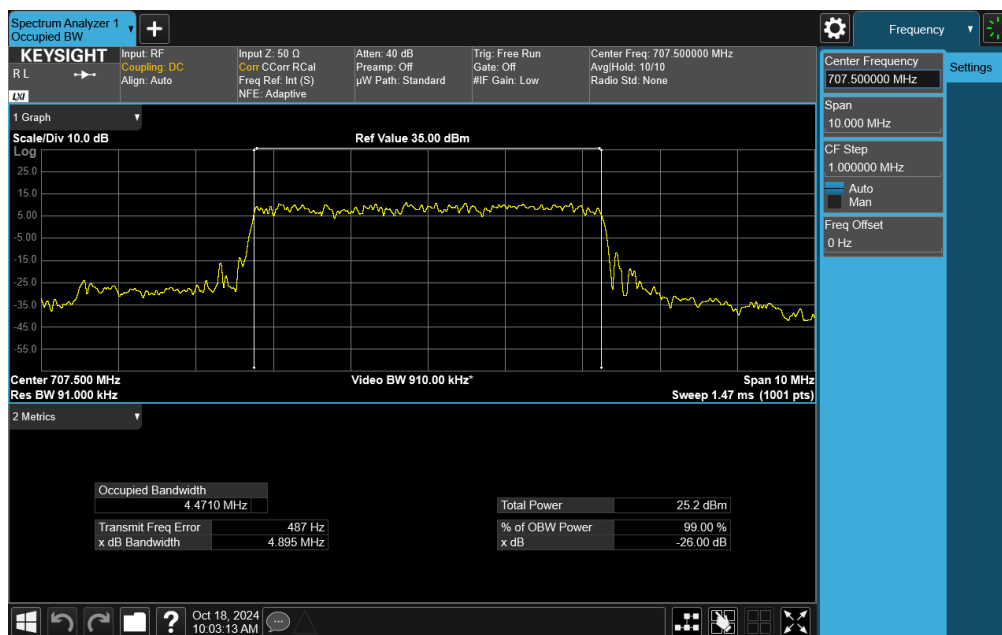 Spectrum Analyzer 1
Occupied BW
Frequency
KEYSIGHT
R L
LXI
Input: RF
Coupling: DC
Align: Auto
Input Z: 50 Ω
Corr CCorr RCal
Freq Ref: Int (S)
NFE: Adaptive
Atten: 40 dB
Preamp: Off
µW Path: Standard
Trig: Free Run
Gate: Off
#IF Gain: Low
Center Freq: 707.500000 MHz
Avg|Hold: 10/10
Radio Std: None
Center Frequency
707.500000 MHz
Settings
Span
10.000 MHz
CF Step
1.000000 MHz
Auto
Man
Freq Offset
0 Hz
1 Graph
Scale/Div 10.0 dB
Ref Value 35.00 dBm
Log
25.0
15.0
5.00
-5.00
-15.0
-25.0
-35.0
-45.0
-55.0
Center 707.500 MHz
Video BW 910.00 kHz*
Span 10 MHz
Res BW 91.000 kHz
Sweep 1.47 ms (1001 pts)
2 Metrics
Occupied Bandwidth
4.4710 MHz
Total Power 25.2 dBm
Transmit Freq Error 487 Hz
% of OBW Power 99.00 %
x dB Bandwidth 4.895 MHz
x dB -26.00 dB
?
Oct 18, 2024
10:03:13 AM